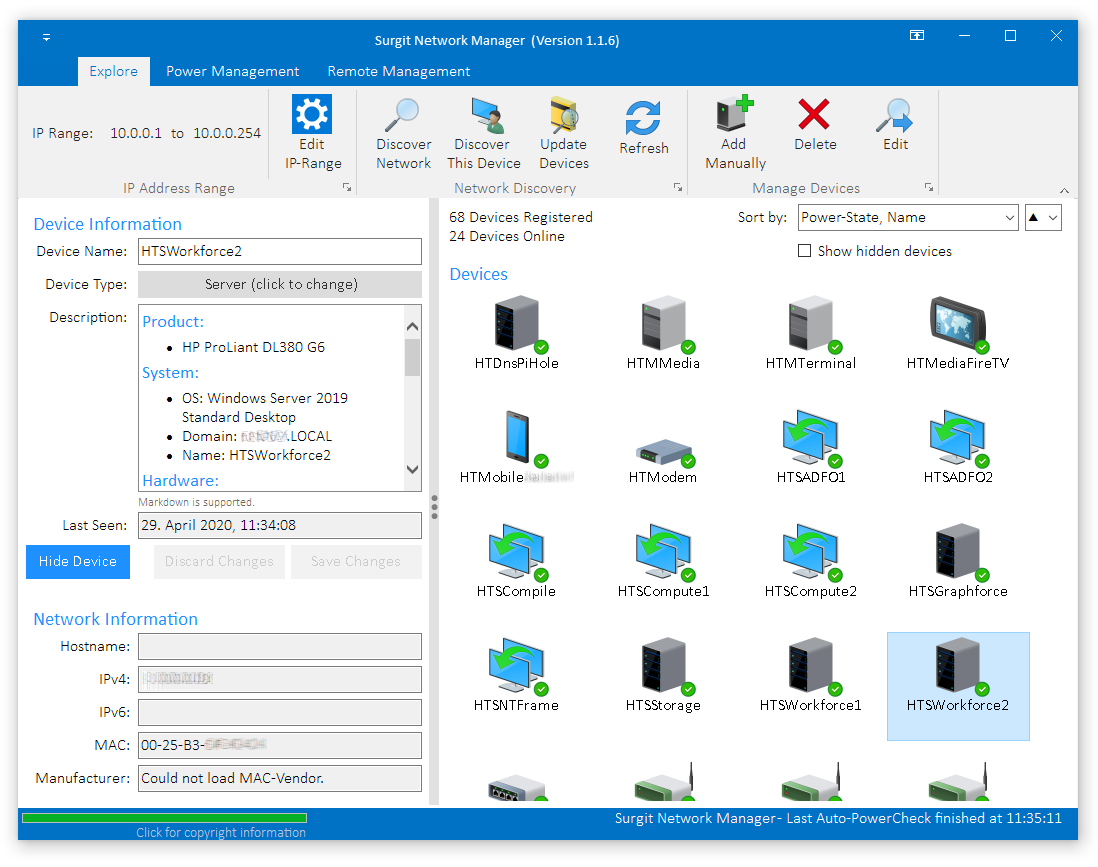 Surgit Network Manager (Version 1.1.6)
Explore Power Management Remote Management
IP Range: 10.0.0.1 to 10.0.0.254
Edit
IP-Range
IP Address Range
Discover
Network
Discover
This Device
Update
Devices
Refresh
Network Discovery
Add
Manually
Delete
Edit
Manage Devices
Device Information
Device Name: HTSWorkforce2
Device Type: Server (click to change)
Description:
Product:
• HP ProLiant DL380 G6
System:
• OS: Windows Server 2019
Standard Desktop
• Domain: .LOCAL
• Name: HTSWorkforce2
Hardware:
Markdown is supported.
Last Seen: 29. April 2020, 11:34:08
Hide Device Discard Changes Save Changes
Network Information
Hostname:
IPv4:
IPv6:
MAC: 00-25-B3-
Manufacturer: Could not load MAC-Vendor.
68 Devices Registered
24 Devices Online
Sort by: Power-State, Name
Show hidden devices
Devices
HTDnsPiHole HTMMedia HTMTerminal HTMediaFireTV
HTMobile HTModem HTSADFO1 HTSADFO2
HTSCompile HTSCompute1 HTSCompute2 HTSGraphforce
HTSNTFrame HTSStorage HTSWorkforce1 HTSWorkforce2
Click for copyright information
Surgit Network Manager- Last Auto-PowerCheck finished at 11:35:11